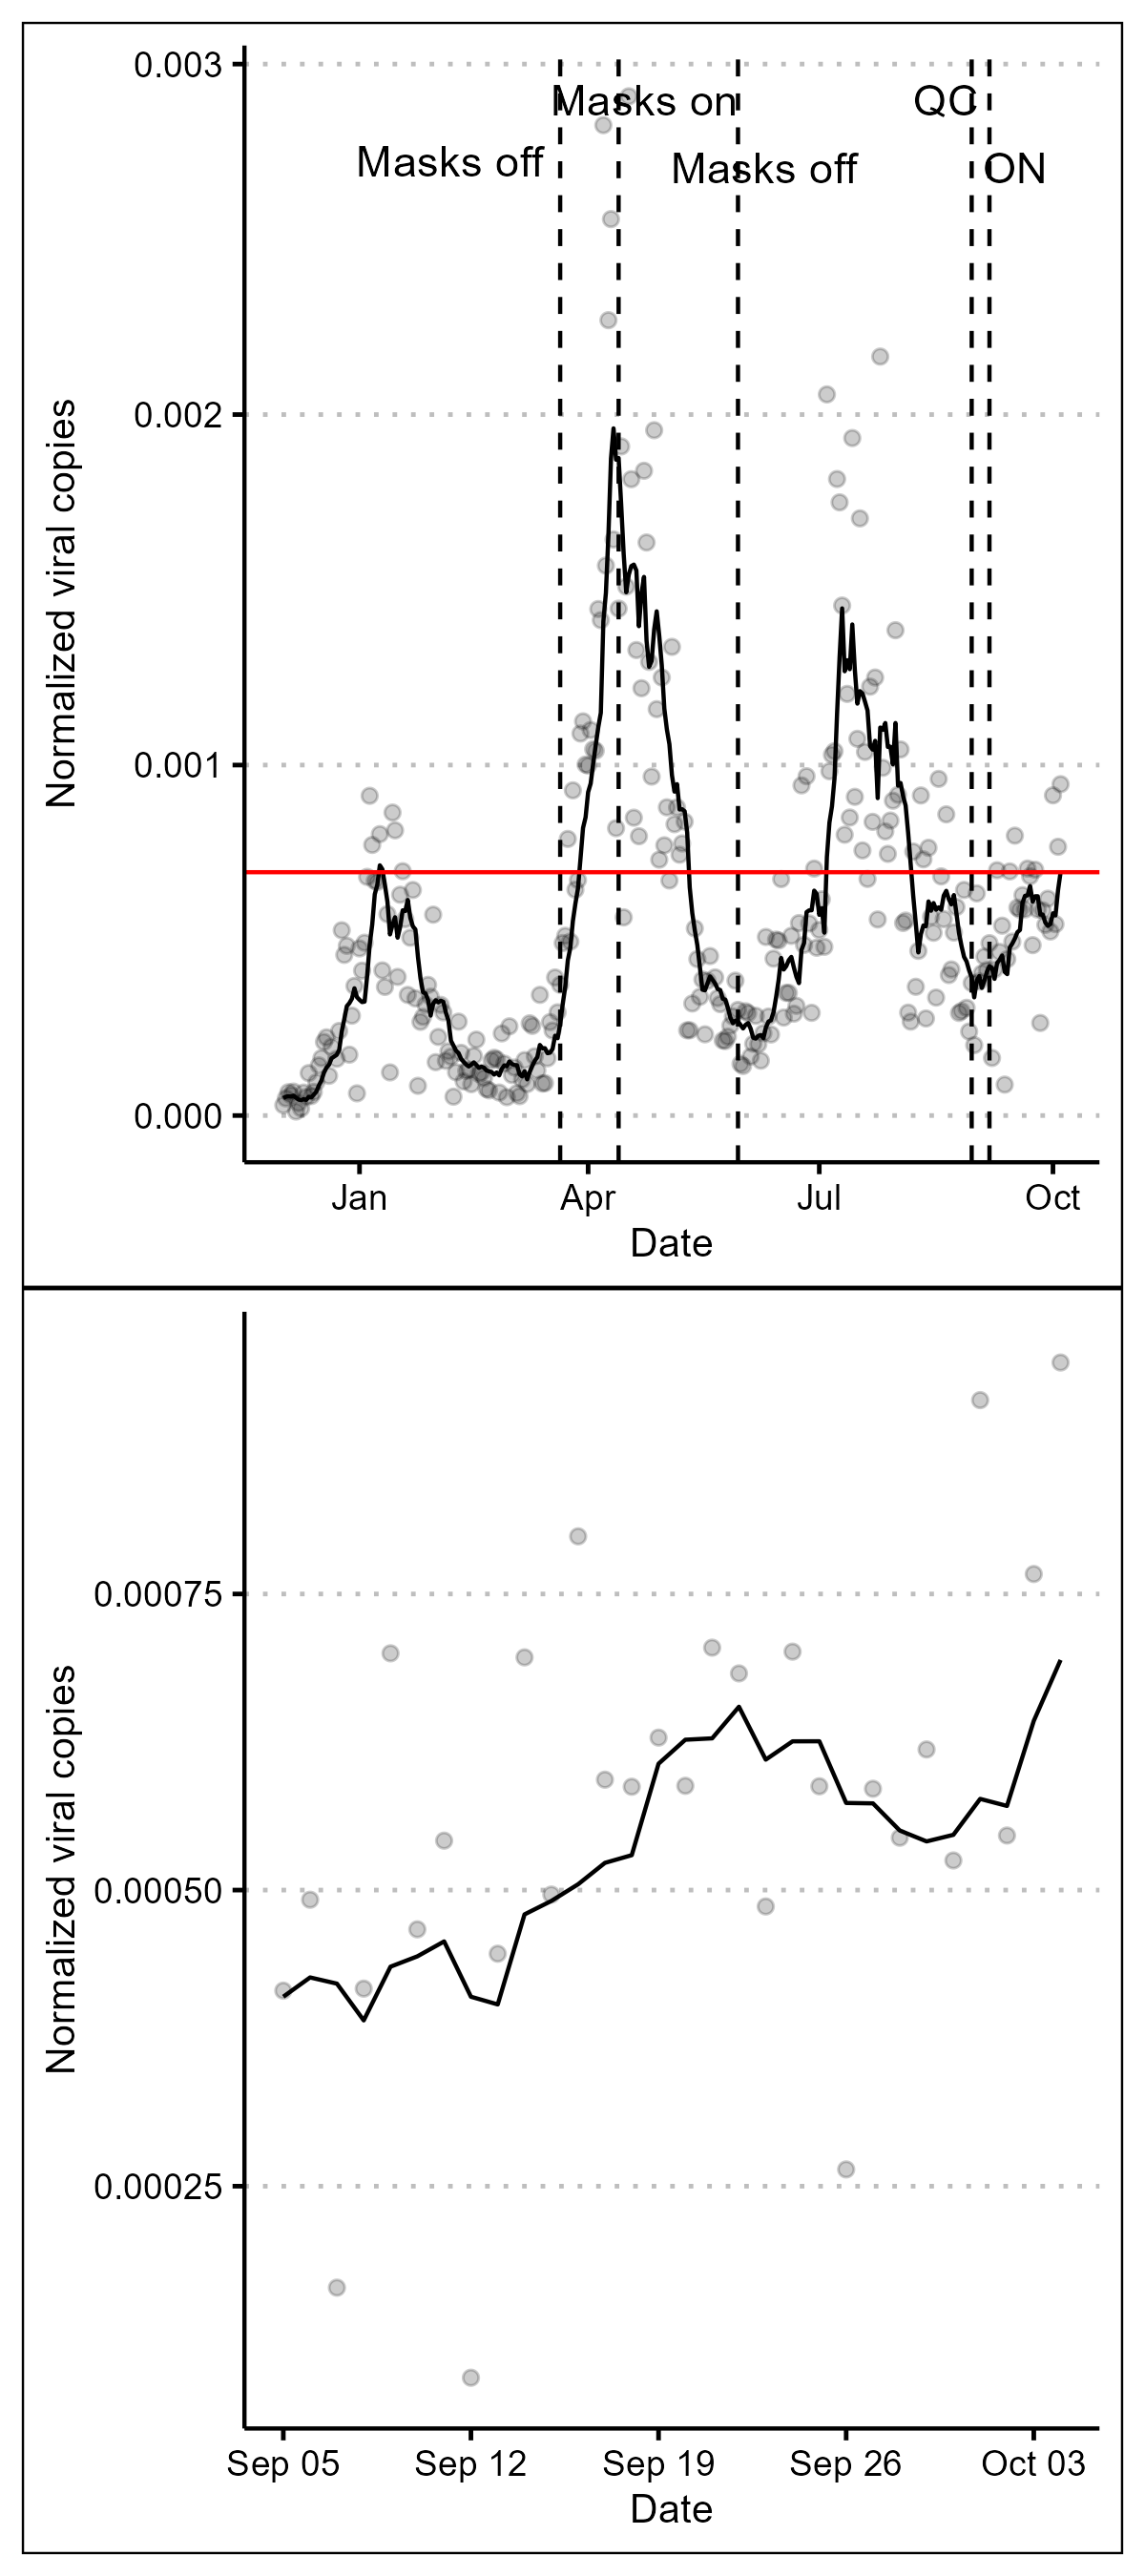 0.003
Masks on
QC
Masks off
Masks off
ON
0.002
Normalized viral copies
0.001
0.000
Jan
Apr
Jul
Oct
Date
0.00075
Normalized viral copies
0.00050
0.00025
Sep 05
Sep 12
Sep 19
Sep 26
Oct 03
Date